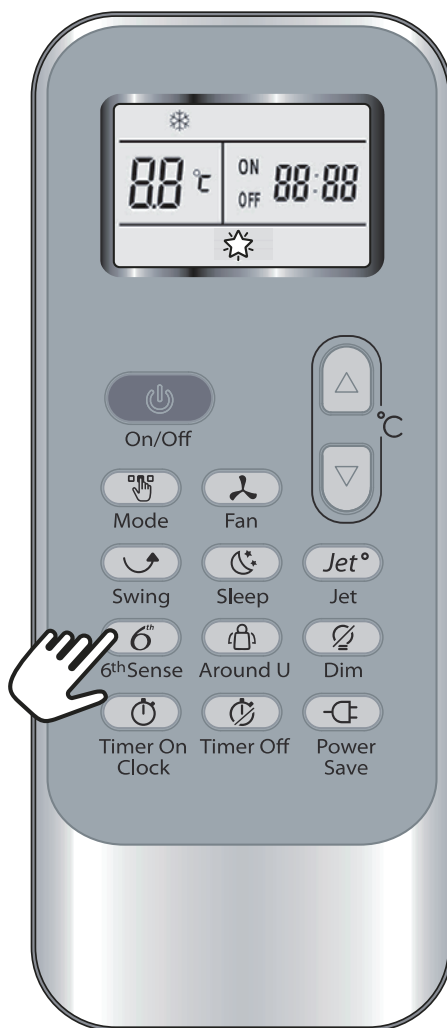 88 °C ON 88:88
OFF
On/Off
°C
Mode Fan
Jet°
Swing Sleep Jet
6th
6thSense Around U Dim
Timer On Timer Off Power
Clock Save